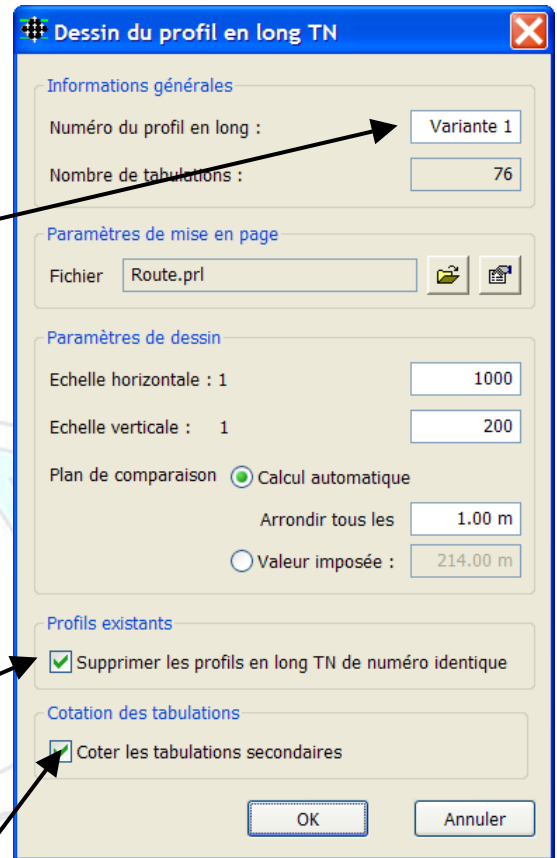 Dessin du profil en long TN
Informations générales
Numéro du profil en long : Variante 1
Nombre de tabulations : 76
Paramètres de mise en page
Fichier Route.prl
Paramètres de dessin
Echelle horizontale : 1 1000
Echelle verticale : 1 200
Plan de comparaison Calcul automatique
Arrondir tous les 1.00 m
Valeur imposée : 214.00 m
Profils existants
Supprimer les profils en long TN de numéro identique
Cotation des tabulations
Coter les tabulations secondaires
OK Annuler